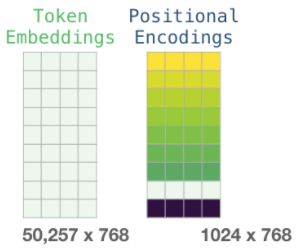 Token Embeddings
Positional Encodings
50,257 x 768
1024 x 768